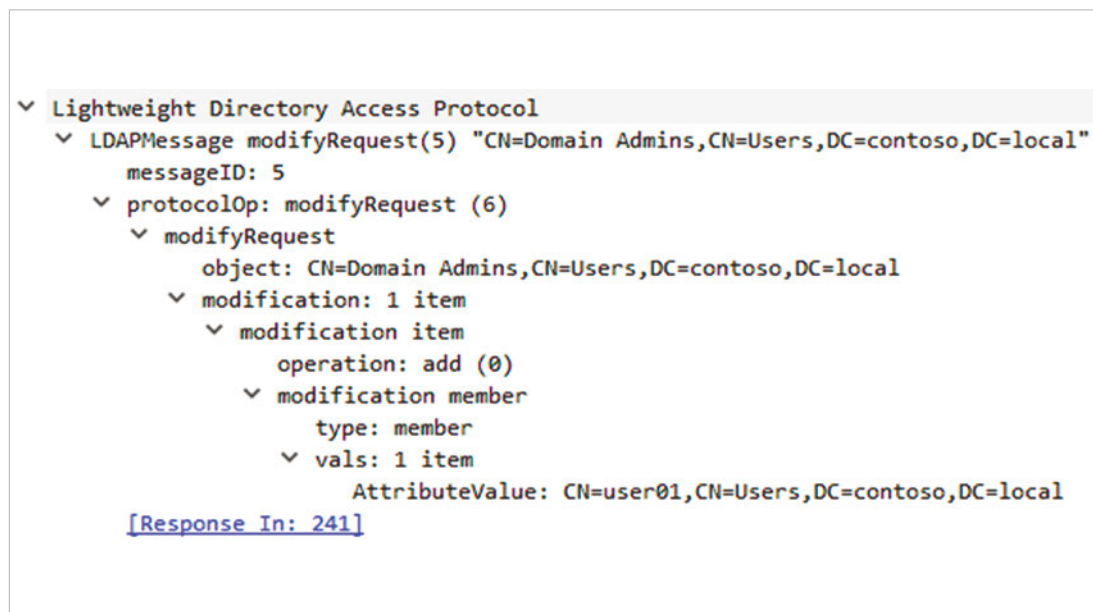 Lightweight Directory Access Protocol
LDAPMessage modifyRequest(5) "CN=Domain Admins,CN=Users,DC=contoso,DC=local"
messageID: 5
protocolOp: modifyRequest (6)
modifyRequest
object: CN=Domain Admins,CN=Users,DC=contoso,DC=local
modification: 1 item
modification item
operation: add (0)
modification member
type: member
vals: 1 item
AttributeValue: CN=user01,CN=Users,DC=contoso,DC=local
[Response In: 241]